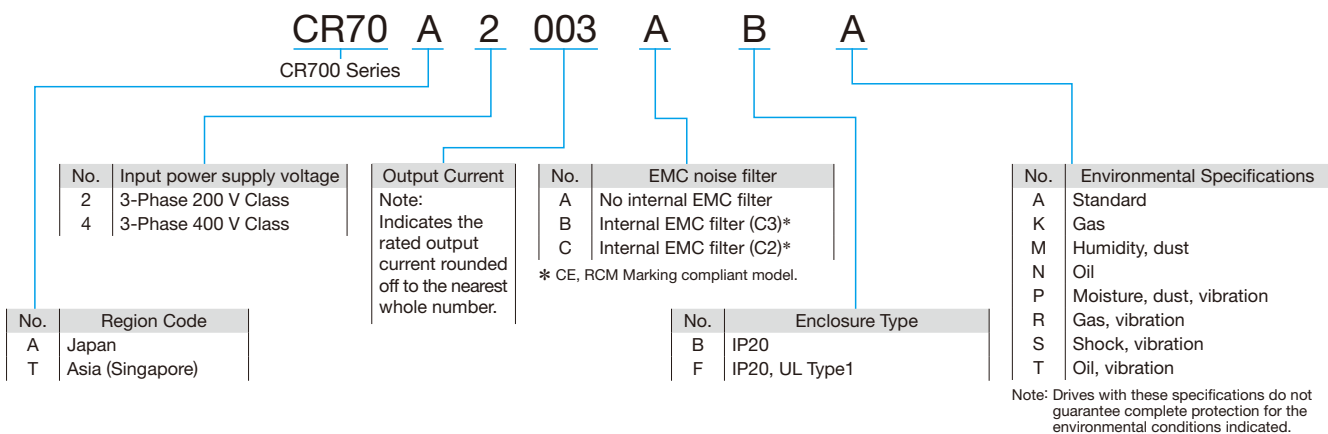 CR70 A 2 003 A B A
CR700 Series
No. Input power supply voltage
2 3-Phase 200 V Class
4 3-Phase 400 V Class
Output Current
Note:
Indicates the
rated output
current rounded
off to the nearest
whole number.
No. EMC noise filter
A No internal EMC filter
B Internal EMC filter (C3)*
C Internal EMC filter (C2)*
* CE, RCM Marking compliant model.
No. Environmental Specifications
A Standard
K Gas
M Humidity, dust
N Oil
P Moisture, dust, vibration
R Gas, vibration
S Shock, vibration
T Oil, vibration
Note: Drives with these specifications do not
guarantee complete protection for the
environmental conditions indicated.
No. Region Code
A Japan
T Asia (Singapore)
No. Enclosure Type
B IP20
F IP20, UL Type1